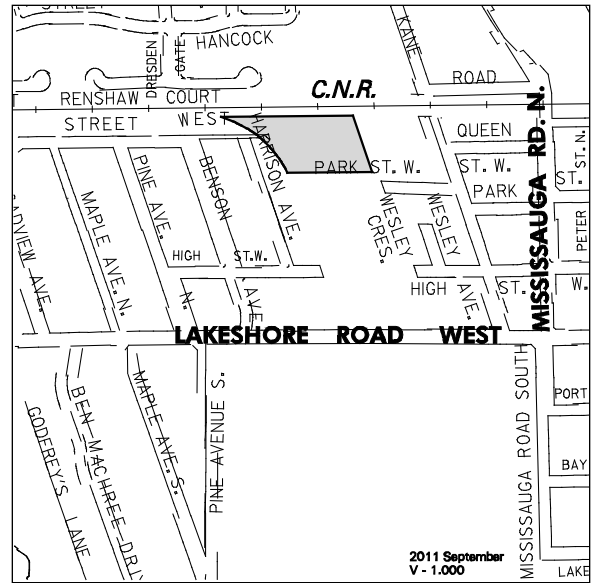 STREET
HANCOCK
DRESDEN
GATE
KANE
ROAD
C.N.R.
RENSHAW COURT
STREET WEST
QUEEN
MISSISSAUGA RD. N.
HARRISON AVE.
PARK ST. W.
ST. W.
PARK
ST.
ST. N.
PETER
PINE AVE.
N.
BENSON
AVE.
MAPLE AVE. N.
WESLEY
CRES.
WESLEY
AVE.
HIGH ST.W.
HIGH ST. W.
LAKESHORE ROAD WEST
GODFREY'S
LANE
BEN-MACHREE
MAPLE AVE. S.
PINE AVENUE S.
MISSISSAUGA ROAD SOUTH
PORT
BAY
LAKE
2011 September
V - 1.000